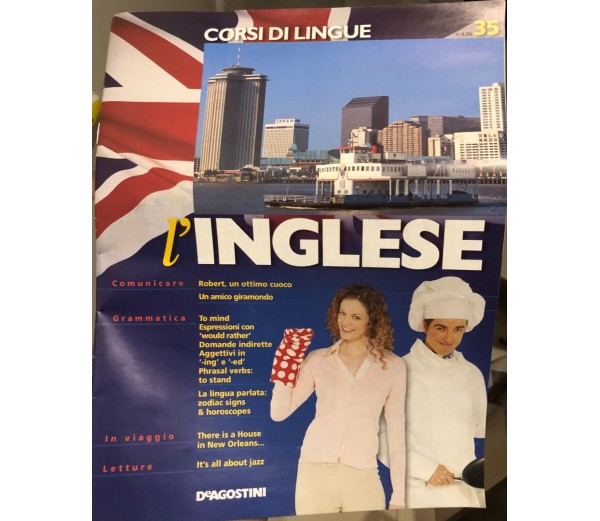 CORSI DI LINGUE
35
l'INGLESE
Comunicare
Robert, un ottimo cuoco
Un amico giramondo
Grammatica
To mind
Espressioni con
'would rather'
Domande indirette
Aggettivi in
'-ing' e '-ed'
Phrasal verbs:
to stand
La lingua parlata:
zodiac signs
& horoscopes
In viaggio
There is a House
in New Orleans...
Letture
It's all about jazz
DeAGOSTINI